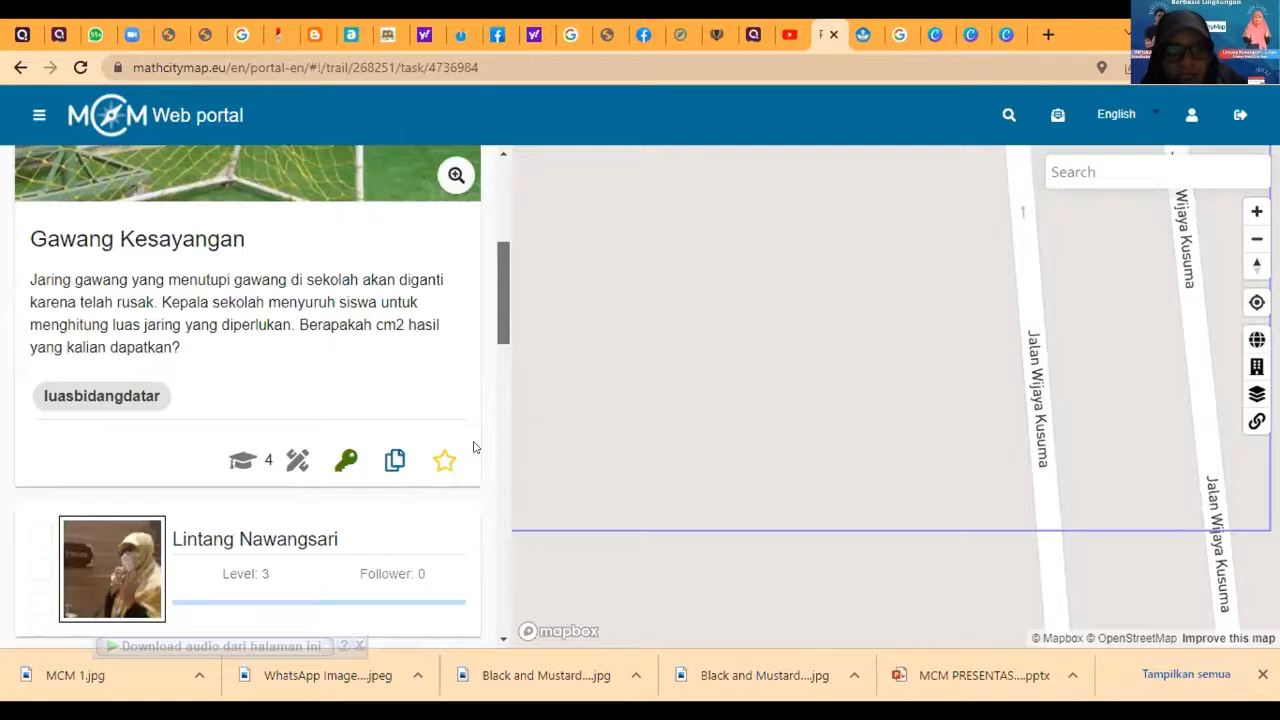 Berbasis Lingkungan
mathcitymap.eu/en/portal-en/#!/trail/268251/task/4736984
MCM Web portal
English
Search
Gawang Kesayangan
Jaring gawang yang menutupi gawang di sekolah akan diganti
karena telah rusak. Kepala sekolah menyuruh siswa untuk
menghitung luas jaring yang diperlukan. Berapakah cm2 hasil
yang kalian dapatkan?
luasbidangdatar
4
Lintang Nawangsari
Level: 3
Follower: 0
Download audio dari halaman ini
?
Jalan Wijaya Kusuma
Wijaya Kusuma
Jalan Wijaya Kusuma
mapbox
© Mapbox © OpenStreetMap Improve this map
MCM 1.jpg
WhatsApp Image....jpeg
Black and Mustard....jpg
Black and Mustard....jpg
MCM PRESENTAS....pptx
Tampilkan semua